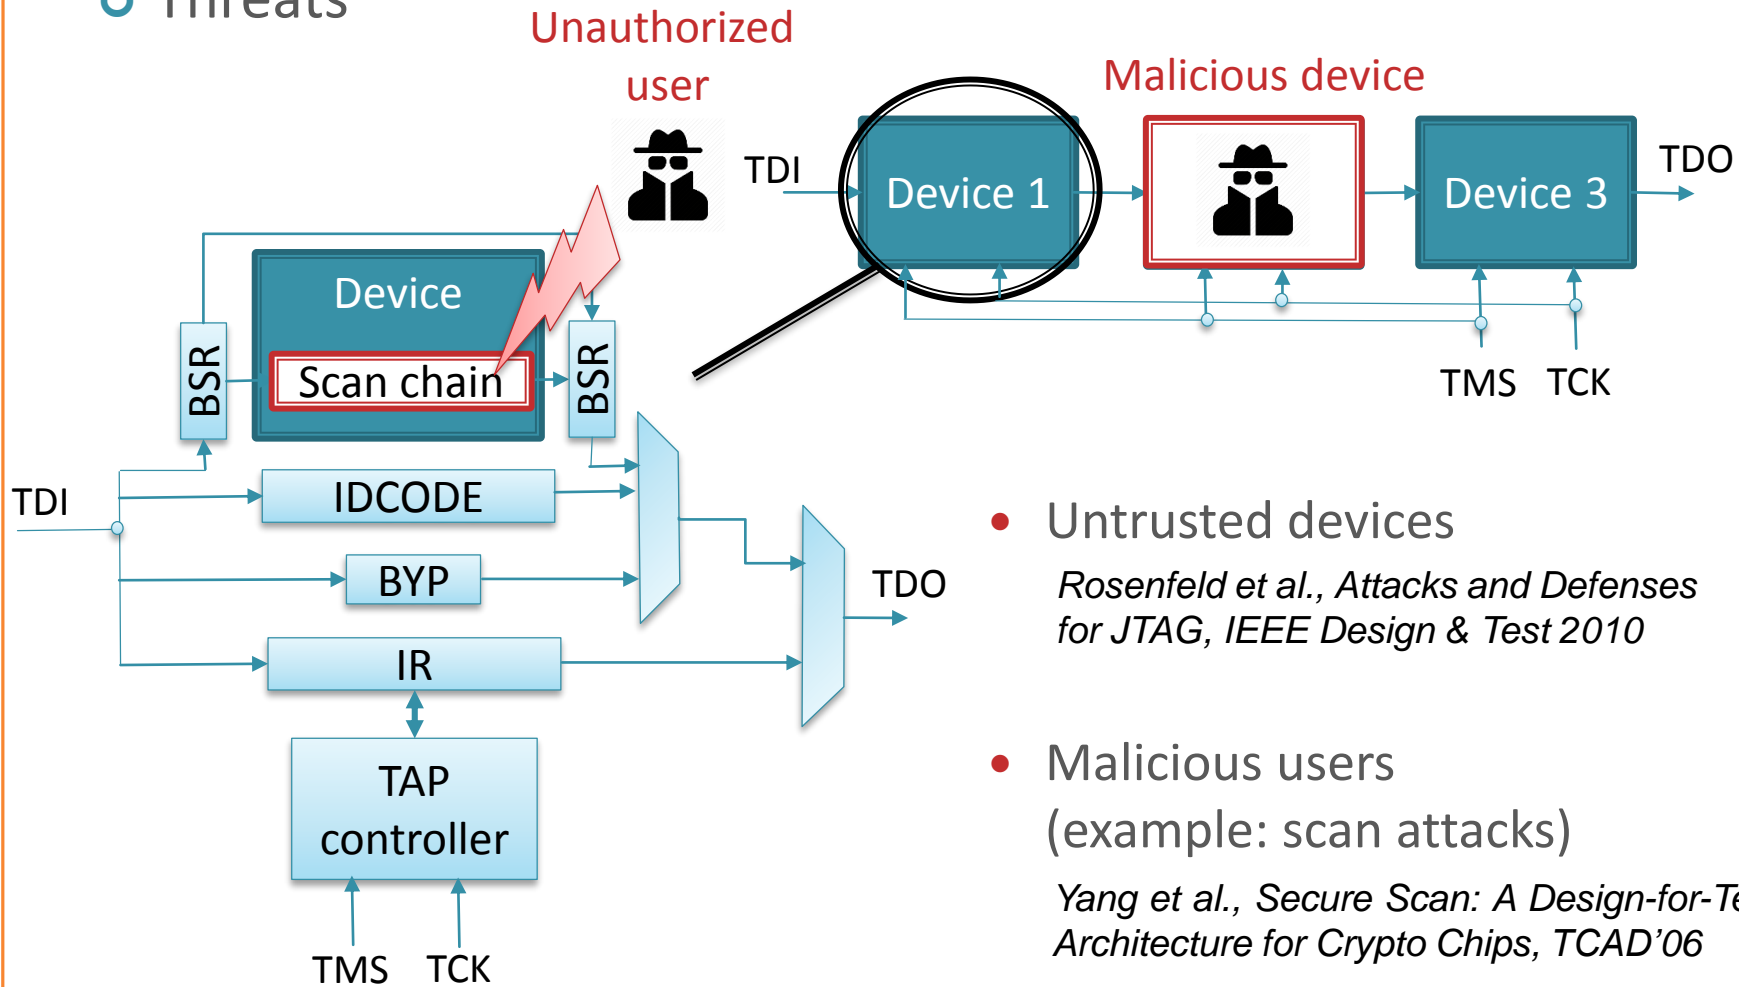 Threats
Unauthorized
user
Malicious device
TDI
Device 1
Device 3
TDO
TMS TCK
Device
Scan chain
BSR
BSR
TDI
IDCODE
BYP
IR
TDO
TAP
controller
TMS TCK
• Untrusted devices
Rosenfeld et al., Attacks and Defenses
for JTAG, IEEE Design & Test 2010
• Malicious users
(example: scan attacks)
Yang et al., Secure Scan: A Design-for-Te
Architecture for Crypto Chips, TCAD’06